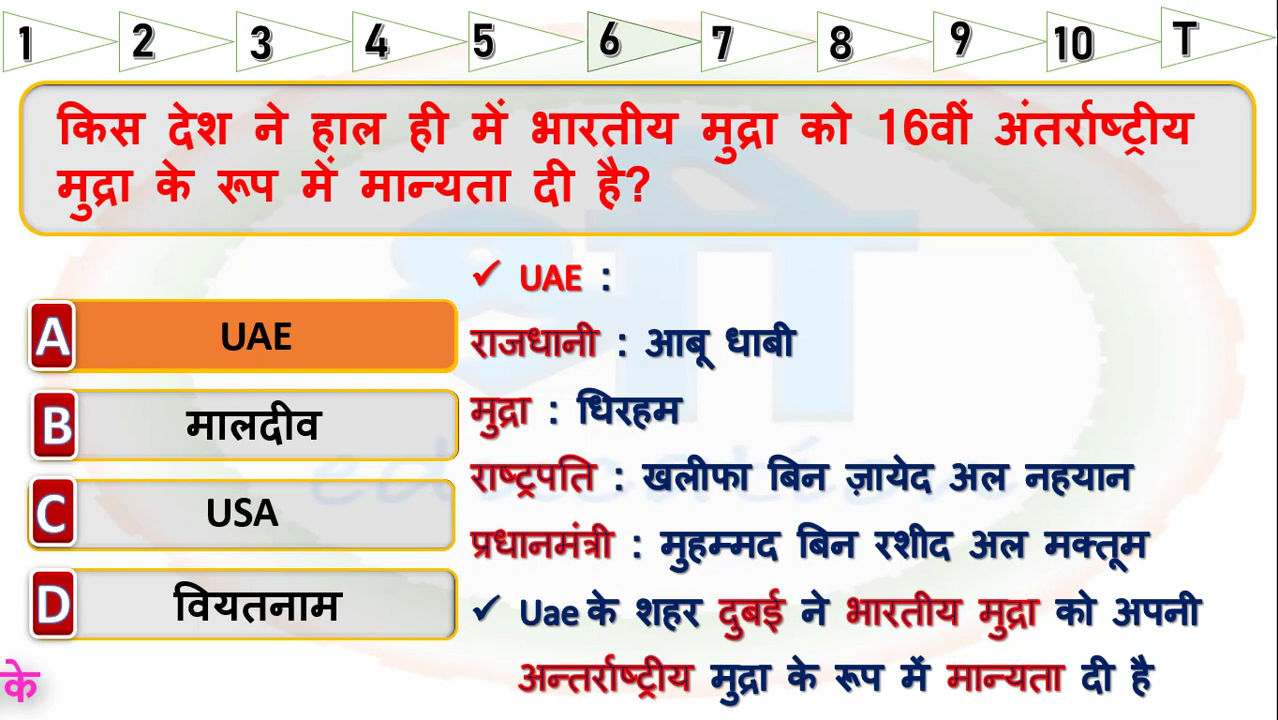 1 2 3 4 5 6 7 8 9 10 T
किस देश ने हाल ही में भारतीय मुद्रा को 16वीं अंतर्राष्ट्रीय
मुद्रा के रूप में मान्यता दी है?
A UAE
B मालदीव
C USA
D वियतनाम
✓ UAE :
राजधानी : आबू धाबी
मुद्रा : धिरहम
राष्ट्रपति : खलीफा बिन ज़ायेद अल नहयान
प्रधानमंत्री : मुहम्मद बिन रशीद अल मक्तूम
✓ Uae के शहर दुबई ने भारतीय मुद्रा को अपनी
अन्तर्राष्ट्रीय मुद्रा के रूप में मान्यता दी है
के
श्री
education